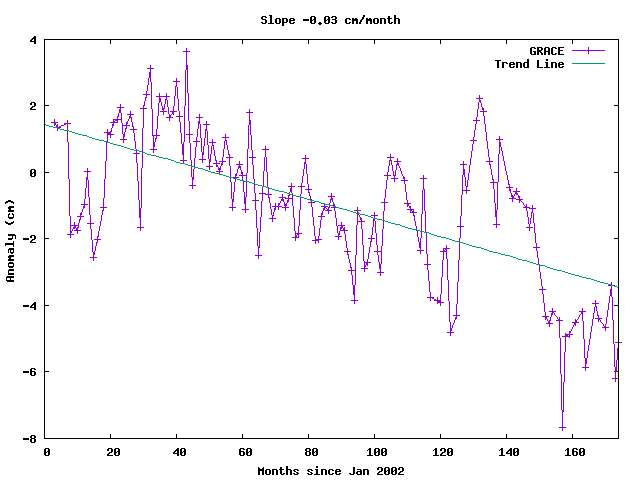 Slope -0.03 cm/month
GRACE
Trend Line
4
2
0
-2
-4
-6
-8
Anomaly (cm)
0 20 40 60 80 100 120 140 160
Months since Jan 2002